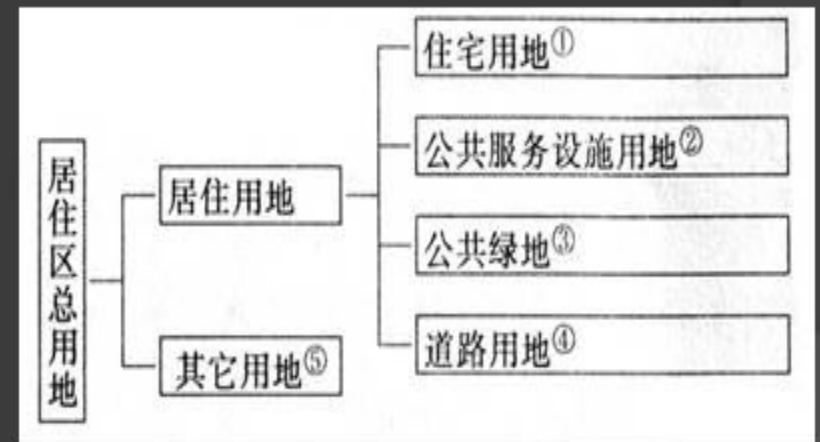 居住区总用地
居住用地
其它用地⑤
住宅用地①
公共服务设施用地②
公共绿地③
道路用地④